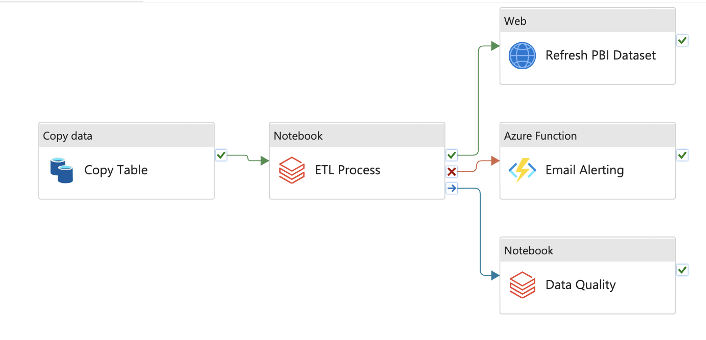 Web
Refresh PBI Dataset
Copy data
Copy Table
Notebook
ETL Process
Azure Function
Email Alerting
Notebook
Data Quality